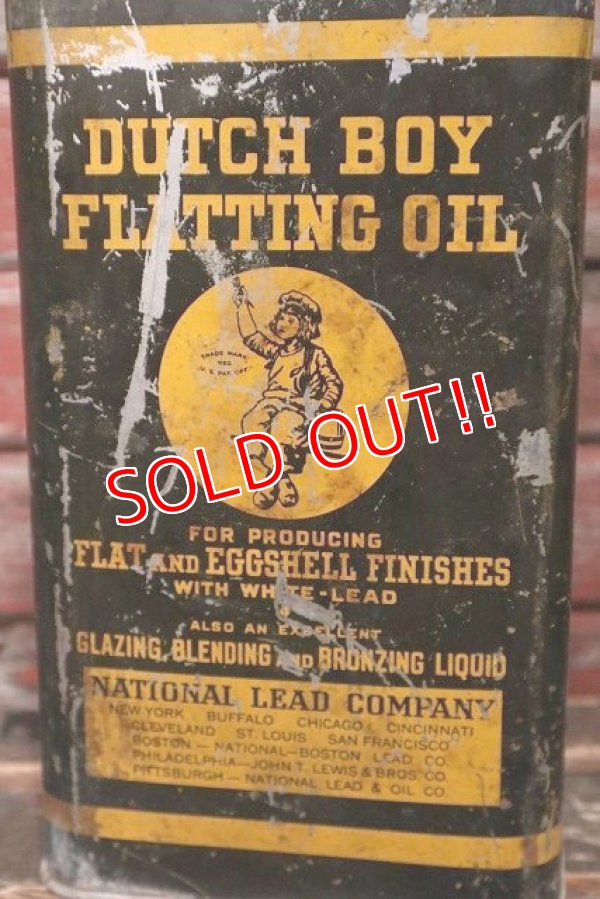 DUTCH BOY
FLATTING OIL
TRADE MARK
REG.
U.S. PAT. OFF.
SOLD OUT!!
FOR PRODUCING
FLAT AND EGGSHELL FINISHES
WITH WHITE-LEAD
ALSO AN EXCELLENT
GLAZING, BLENDING AND BRONZING LIQUID
NATIONAL LEAD COMPANY
NEW YORK BUFFALO CHICAGO CINCINNATI
CLEVELAND ST. LOUIS SAN FRANCISCO
BOSTON — NATIONAL—BOSTON LEAD CO.
PHILADELPHIA—JOHN T. LEWIS & BROS. CO.
PITTSBURGH — NATIONAL LEAD & OIL CO.